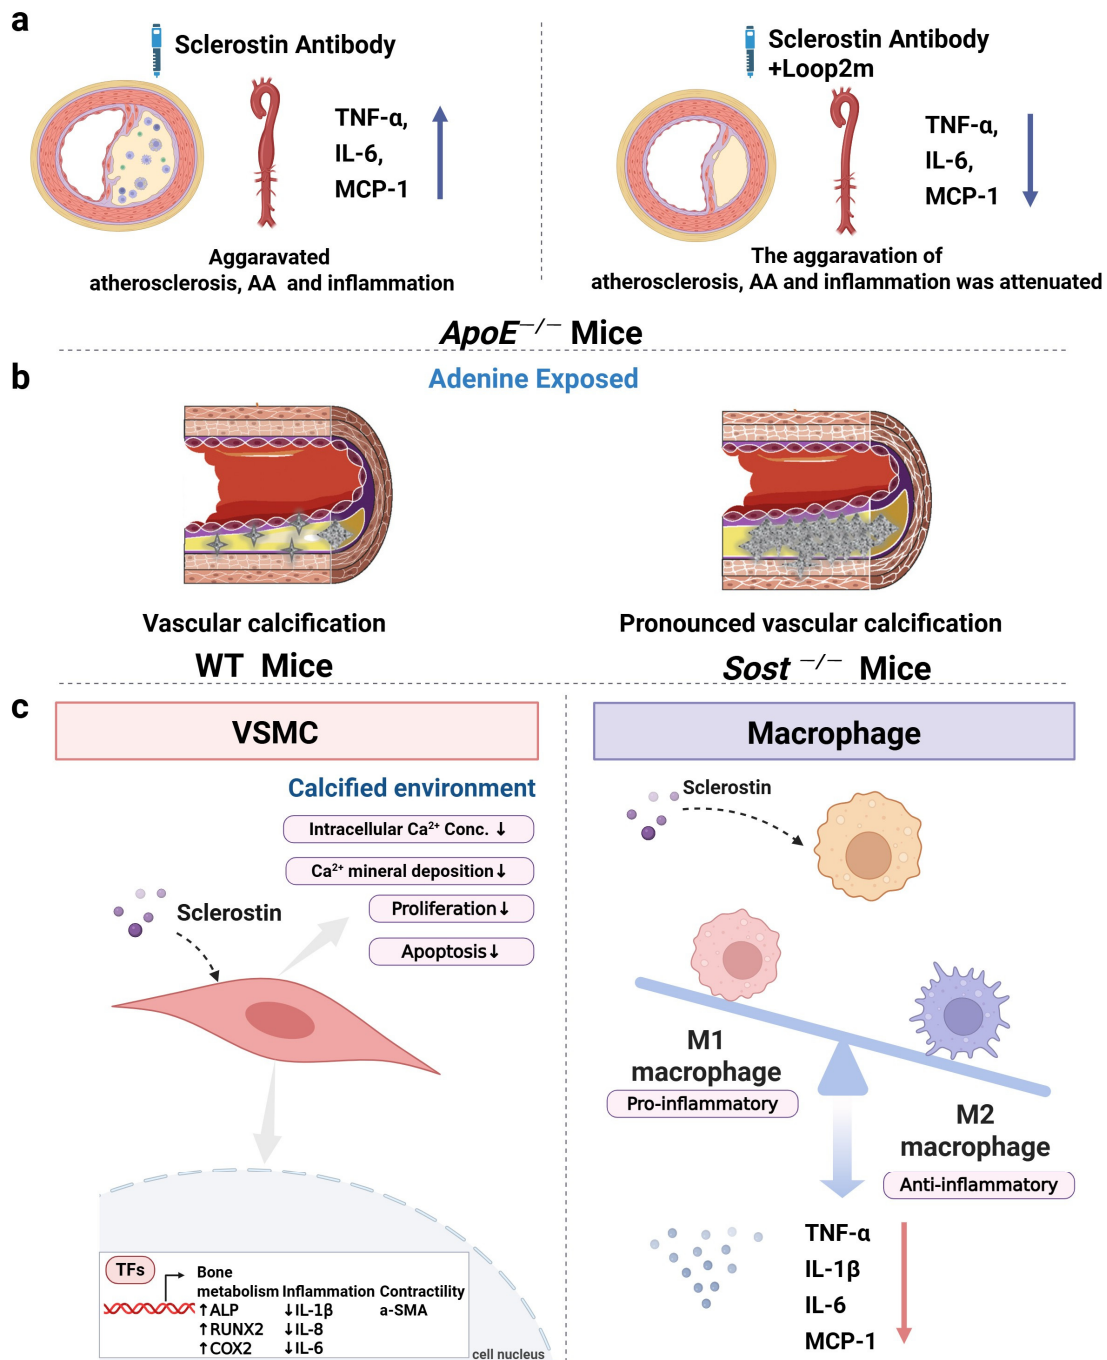 a
Sclerostin Antibody
TNF-α,
IL-6,
MCP-1
Aggaravated
atherosclerosis, AA and inflammation
Sclerostin Antibody
+Loop2m
TNF-α,
IL-6,
MCP-1
The aggaravation of
atherosclerosis, AA and inflammation was attenuated
ApoE−/− Mice
b
Adenine Exposed
Vascular calcification
WT Mice
Pronounced vascular calcification
Sost −/− Mice
c
VSMC
Calcified environment
Intracellular Ca²⁺ Conc. ↓
Ca²⁺ mineral deposition↓
Proliferation↓
Apoptosis↓
Sclerostin
TFs
Bone
metabolism Inflammation Contractility
↑ALP ↓IL-1β a-SMA
↑RUNX2 ↓IL-8
↑COX2 ↓IL-6
cell nucleus
Macrophage
Sclerostin
M1
macrophage
Pro-inflammatory
M2
macrophage
Anti-inflammatory
TNF-α
IL-1β
IL-6
MCP-1